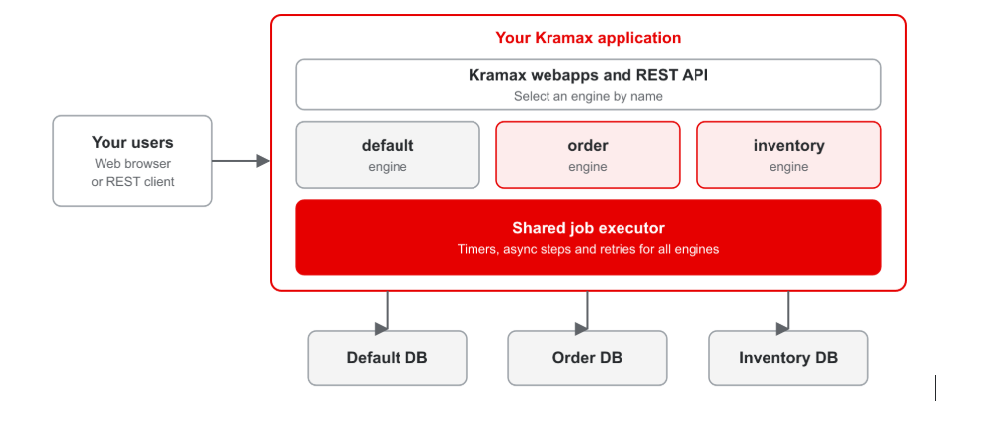 Your Kramax application
Kramax webapps and REST API
Select an engine by name
Your users
Web browser
or REST client
default
engine
order
engine
inventory
engine
Shared job executor
Timers, async steps and retries for all engines
Default DB
Order DB
Inventory DB